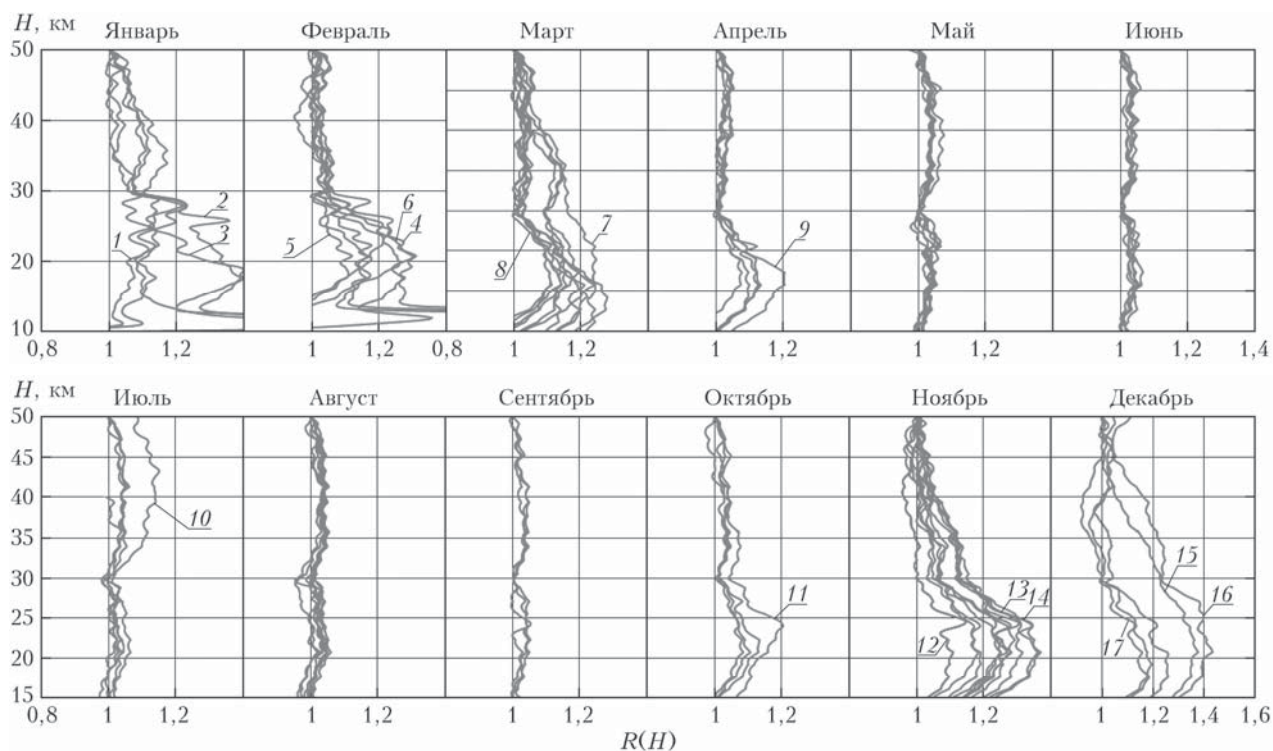 H, км Январь Февраль Март Апрель Май Июнь
50
40
30
20
10
1 2 3 5 6 4 8 7 9
0,8 1 1,2 1 1,2 0,8 1 1,2 1 1,2 1 1,2 1 1,2 1,4
H, км Июль Август Сентябрь Октябрь Ноябрь Декабрь
50
45
40
35
30
25
20
15
10 11 12 13 14 15 16 17
0,8 1 1,2 1 1,2 1 1,2 1 1,2 1 1,2 1 1,2 1,4 1,6
R(H)